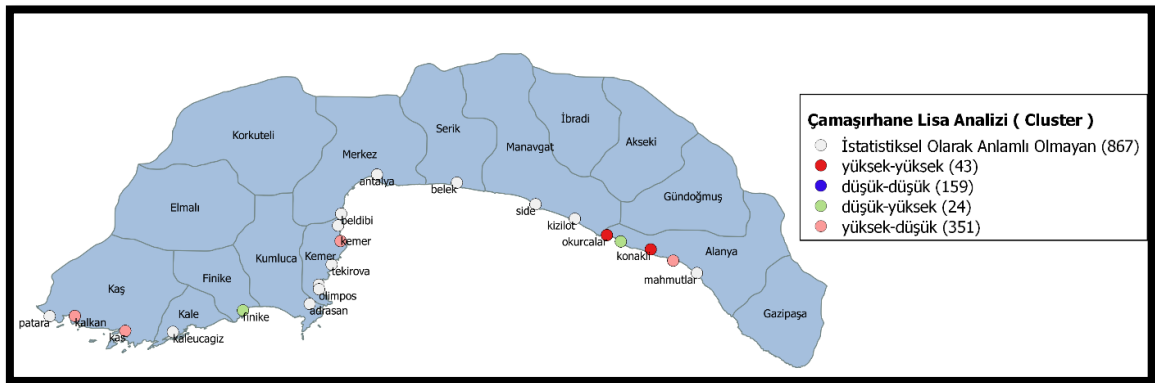 Çamaşırhane Lisa Analizi ( Cluster )
İstatistiksel Olarak Anlamlı Olmayan (867)
yüksek-yüksek (43)
düşük-düşük (159)
düşük-yüksek (24)
yüksek-düşük (351)
Korkuteli
Merkez
Serik
Manavgat
İbradi
Akseki
Gündoğmuş
Elmalı
Kumluca
Kemer
Finike
Kaş
Kale
Alanya
Gazipaşa
antalya
belek
side
kizilot
okurcalar
konakli
mahmutlar
beldibi
kemer
tekirova
olimpos
adrasan
finike
kaleucagiz
kaş
kalkan
patara